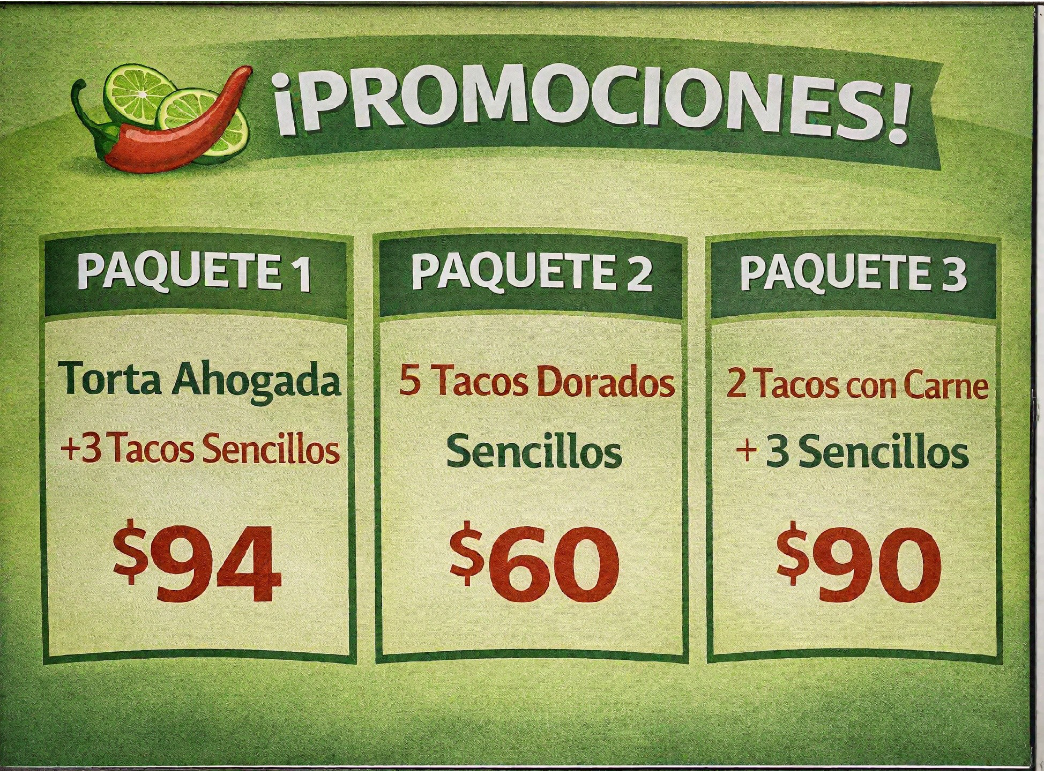 ¡PROMOCIONES!
PAQUETE 1
Torta Ahogada
+3 Tacos Sencillos
$94
PAQUETE 2
5 Tacos Dorados
Sencillos
$60
PAQUETE 3
2 Tacos con Carne
+ 3 Sencillos
$90